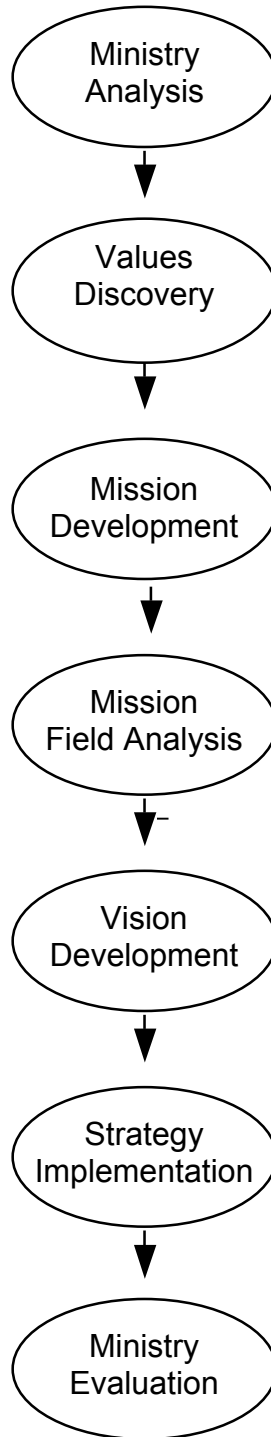 Ministry
Analysis
Values
Discovery
Mission
Development
Mission
Field Analysis
Vision
Development
Strategy
Implementation
Ministry
Evaluation